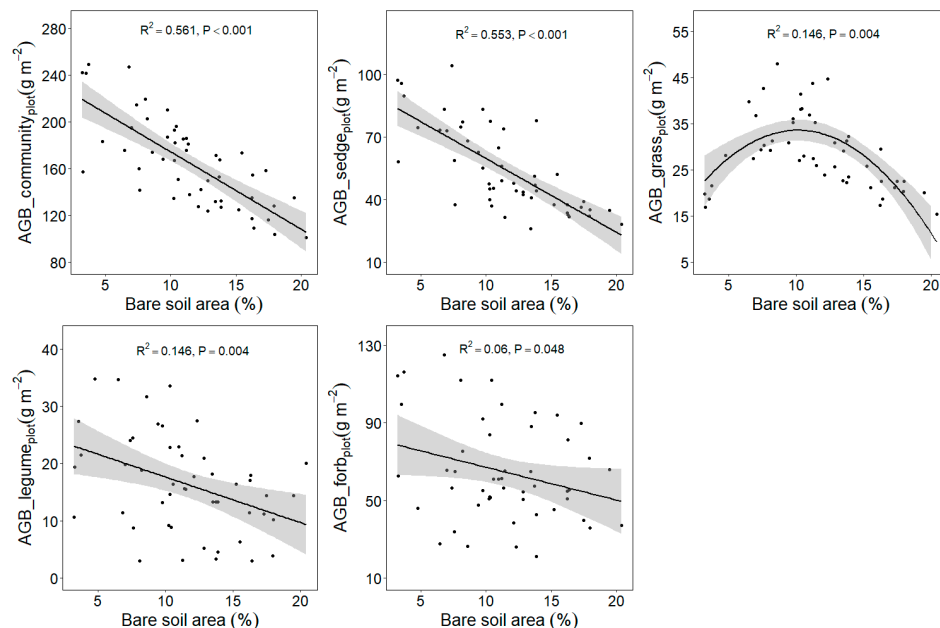 R² = 0.561, P < 0.001
AGB_community_plot(g m⁻²)
280
240
200
160
120
80
5 10 15 20
Bare soil area (%)
R² = 0.553, P < 0.001
AGB_sedge_plot(g m⁻²)
100
70
40
10
5 10 15 20
Bare soil area (%)
R² = 0.146, P = 0.004
AGB_grass_plot(g m⁻²)
55
45
35
25
15
5
5 10 15 20
Bare soil area (%)
R² = 0.146, P = 0.004
AGB_legume_plot(g m⁻²)
40
30
20
10
0
5 10 15 20
Bare soil area (%)
R² = 0.06, P = 0.048
AGB_forb_plot(g m⁻²)
130
90
50
10
5 10 15 20
Bare soil area (%)